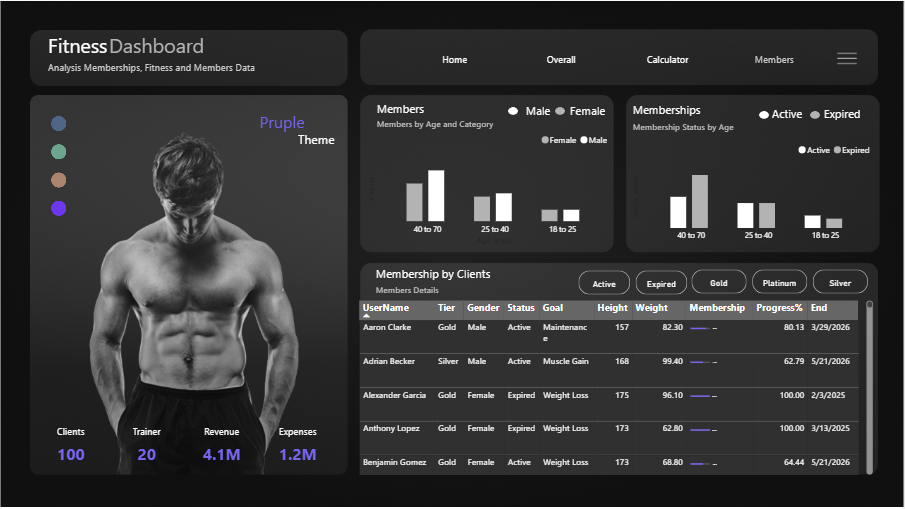 FitnessDashboard
Analysis Memberships, Fitness and Members Data
Home Overall Calculator Members
Pruple
Theme
Clients Trainer Revenue Expenses
100 20 4.1M 1.2M
Members
Members by Age and Category
Male Female
Female Male
40 to 70 25 to 40 18 to 25
Memberships
Membership Status by Age
Active Expired
Active Expired
40 to 70 25 to 40 18 to 25
Membership by Clients
Members Details
Active Expired Gold Platinum Silver
UserName Tier Gender Status Goal Height Weight Membership Progress% End
Aaron Clarke Gold Male Active Maintenanc 157 82.30 80.13 3/29/2026
e
Adrian Becker Silver Male Active Muscle Gain 168 99.40 62.79 5/21/2026
Alexander Garcia Gold Female Expired Weight Loss 175 96.10 100.00 2/3/2025
Anthony Lopez Gold Female Expired Weight Loss 173 62.80 100.00 3/13/2025
Benjamin Gomez Gold Female Active Weight Loss 173 68.80 64.44 5/21/2026